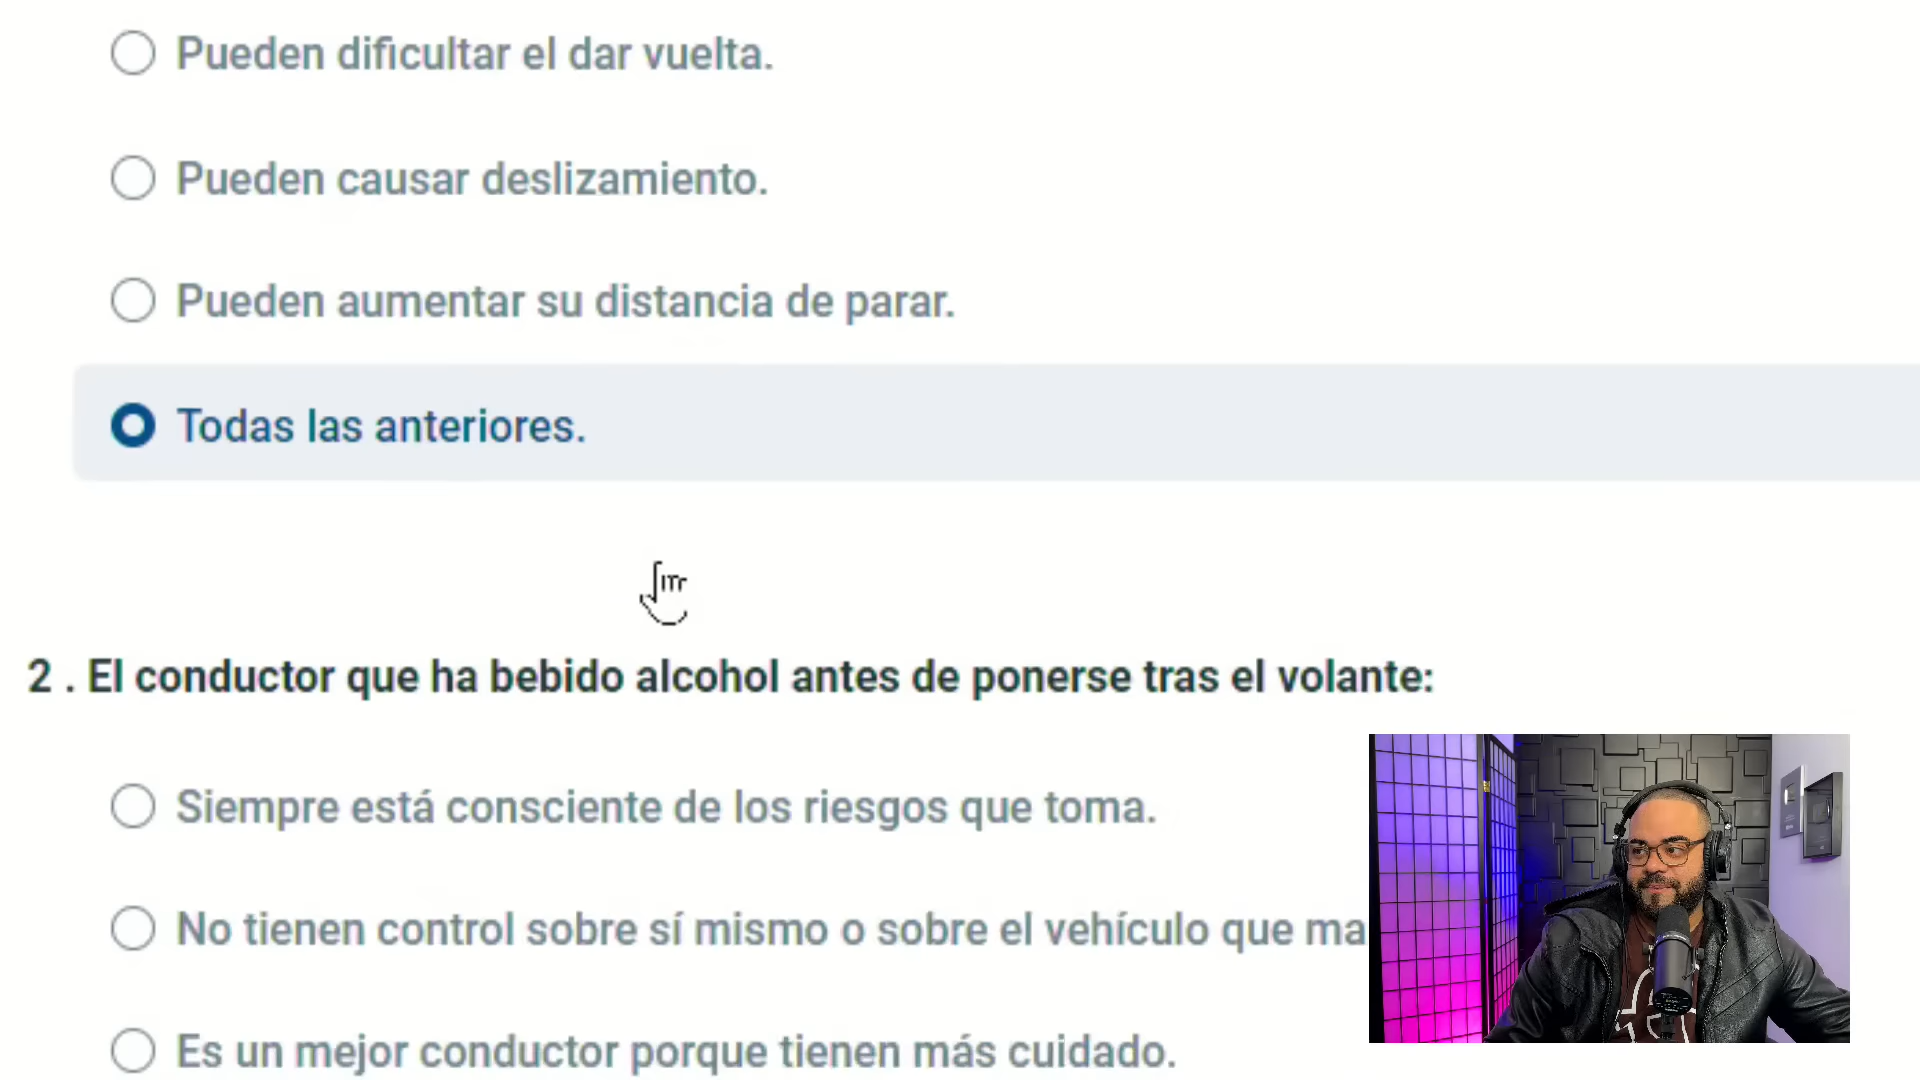 Pueden dificultar el dar vuelta.
Pueden causar deslizamiento.
Pueden aumentar su distancia de parar.
Todas las anteriores.
2 . El conductor que ha bebido alcohol antes de ponerse tras el volante:
Siempre está consciente de los riesgos que toma.
No tienen control sobre sí mismo o sobre el vehículo que ma
Es un mejor conductor porque tienen más cuidado.